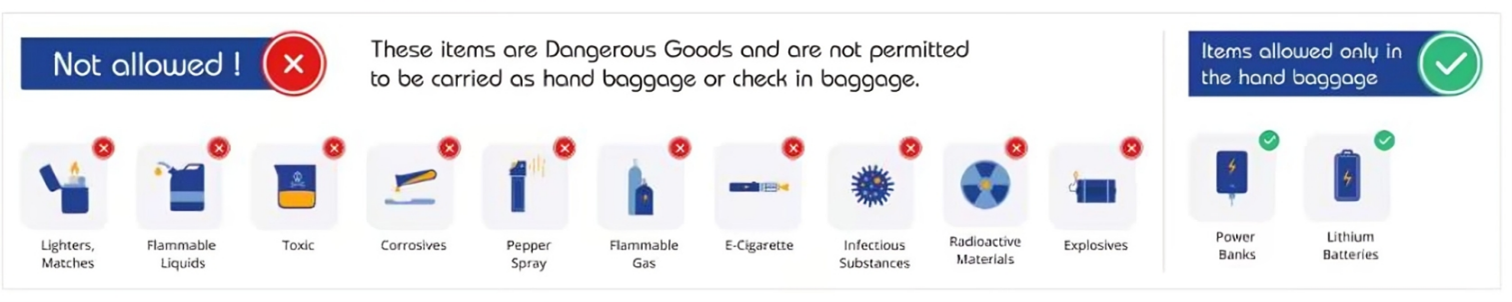 Not allowed !
These items are Dangerous Goods and are not permitted
to be carried as hand baggage or check in baggage.
Items allowed only in
the hand baggage
Lighters,
Matches
Flammable
Liquids
Toxic
Corrosives
Pepper
Spray
Flammable
Gas
E-Cigarette
Infectious
Substances
Radioactive
Materials
Explosives
Power
Banks
Lithium
Batteries